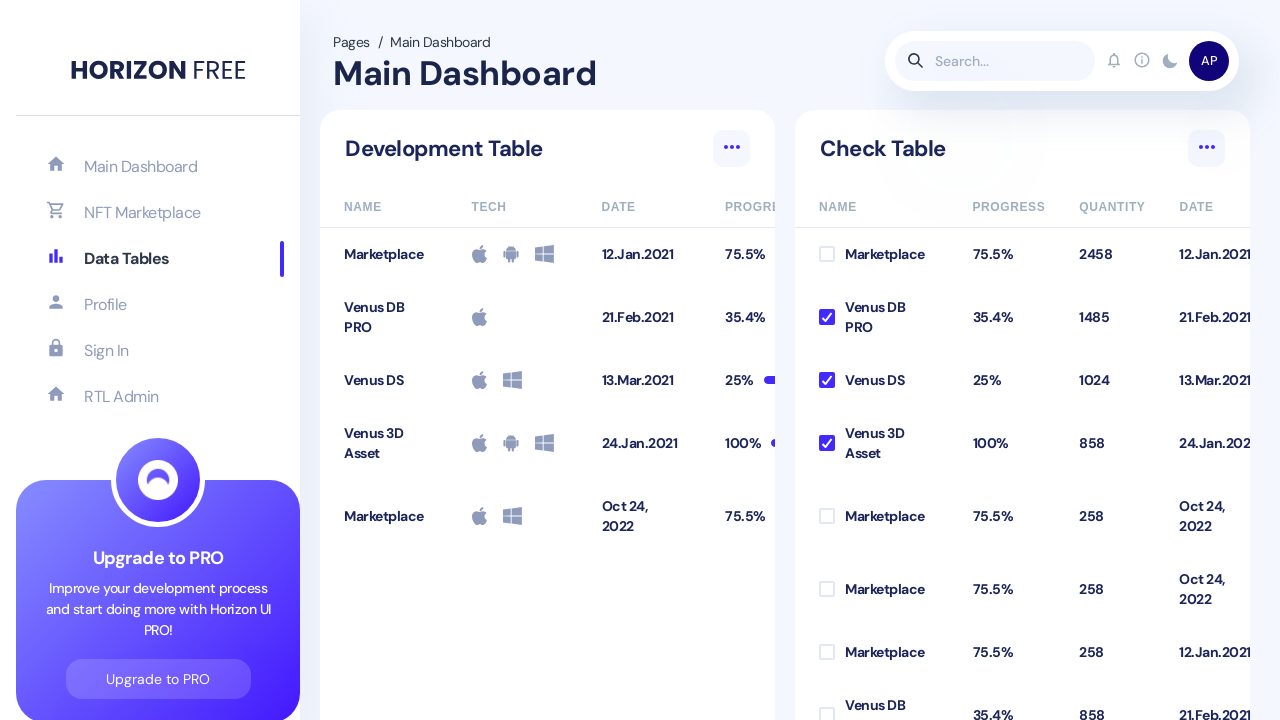 HORIZON FREE
Main Dashboard
NFT Marketplace
Data Tables
Profile
Sign In
RTL Admin
Upgrade to PRO
Improve your development process
and start doing more with Horizon UI
PRO!
Upgrade to PRO
Pages / Main Dashboard
Main Dashboard
Search...
AP
Development Table
NAME TECH DATE PROGRE
Marketplace 12.Jan.2021 75.5%
Venus DB
PRO 21.Feb.2021 35.4%
Venus DS 13.Mar.2021 25%
Venus 3D
Asset 24.Jan.2021 100%
Marketplace Oct 24,
2022 75.5%
Check Table
NAME PROGRESS QUANTITY DATE
Marketplace 75.5% 2458 12.Jan.2021
Venus DB
PRO 35.4% 1485 21.Feb.2021
Venus DS 25% 1024 13.Mar.2021
Venus 3D
Asset 100% 858 24.Jan.202
Marketplace 75.5% 258 Oct 24,
2022
Marketplace 75.5% 258 Oct 24,
2022
Marketplace 75.5% 258 12.Jan.2021
Venus DB
35.4% 858 21.Feb.2021